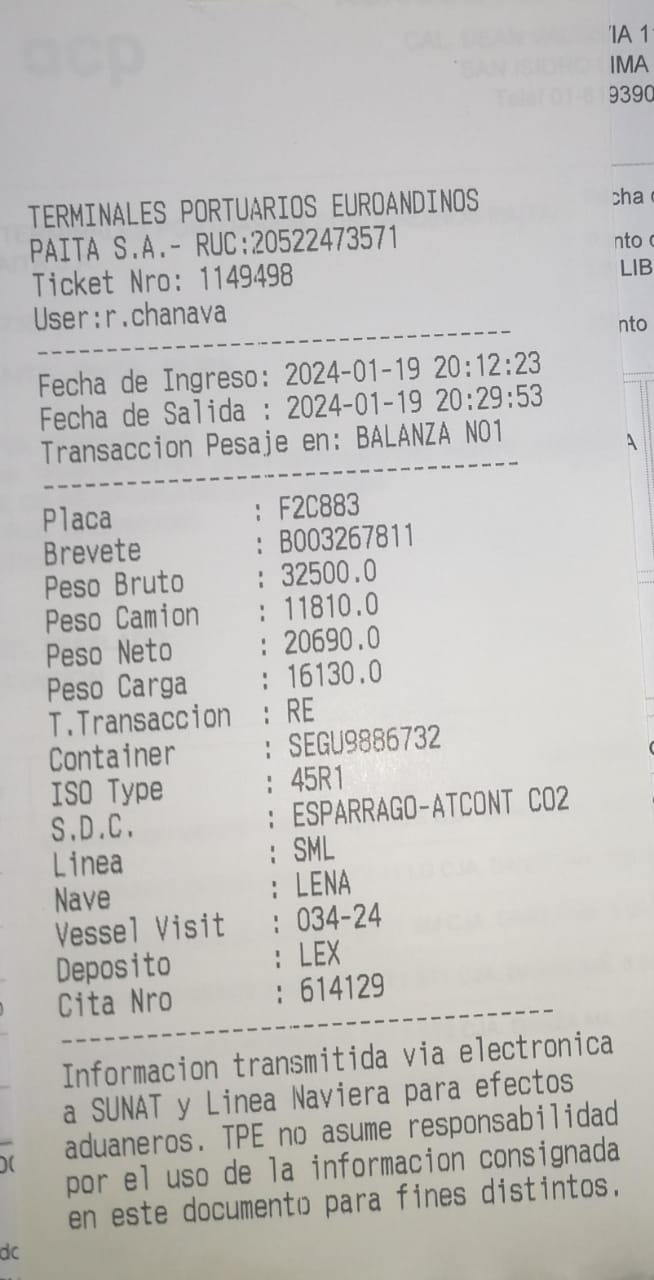 acp
TERMINALES PORTUARIOS EUROANDINOS
PAITA S.A.- RUC:20522473571
Ticket Nro: 1149498
User:r.chanava
Fecha de Ingreso: 2024-01-19 20:12:23
Fecha de Salida : 2024-01-19 20:29:53
Transaccion Pesaje en: BALANZA NO1
Placa : F2C883
Brevete : B003267811
Peso Bruto : 32500.0
Peso Camion : 11810.0
Peso Neto : 20690.0
Peso Carga : 16130.0
T.Transaccion : RE
Container : SEGU9886732
ISO Type : 45R1
S.D.C. : ESPARRAGO-ATCONT CO2
Linea : SML
Nave : LENA
Vessel Visit : 034-24
Deposito : LEX
Cita Nro : 614129
Informacion transmitida via electronica
a SUNAT y Linea Naviera para efectos
aduaneros. TPE no asume responsabilidad
por el uso de la informacion consignada
en este documento para fines distintos.
IMA
9390
LIB